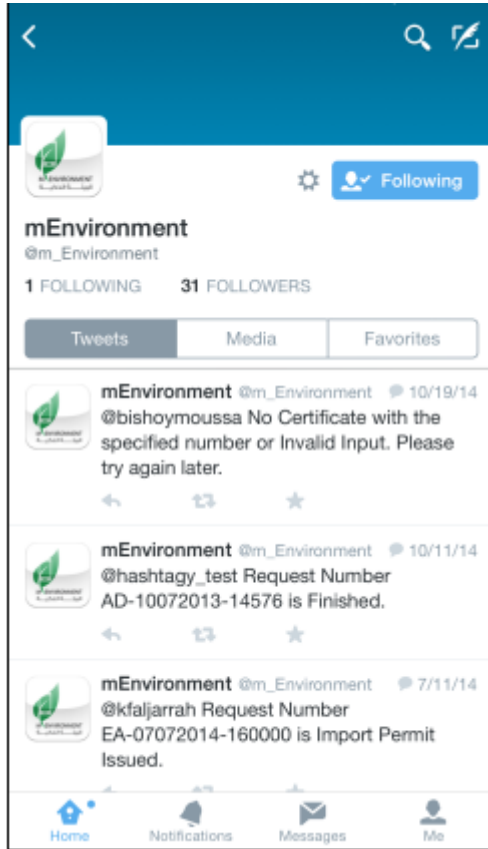 Following
mEnvironment
@m_Environment
1 FOLLOWING 31 FOLLOWERS
Tweets Media Favorites
mEnvironment @m_Environment 10/19/14
@bishoymoussa No Certificate with the
specified number or Invalid Input. Please
try again later.
mEnvironment @m_Environment 10/11/14
@hashtagy_test Request Number
AD-10072013-14576 is Finished.
mEnvironment @m_Environment 7/11/14
@kfaljarrah Request Number
EA-07072014-160000 is Import Permit
Issued.
Home Notifications Messages Me